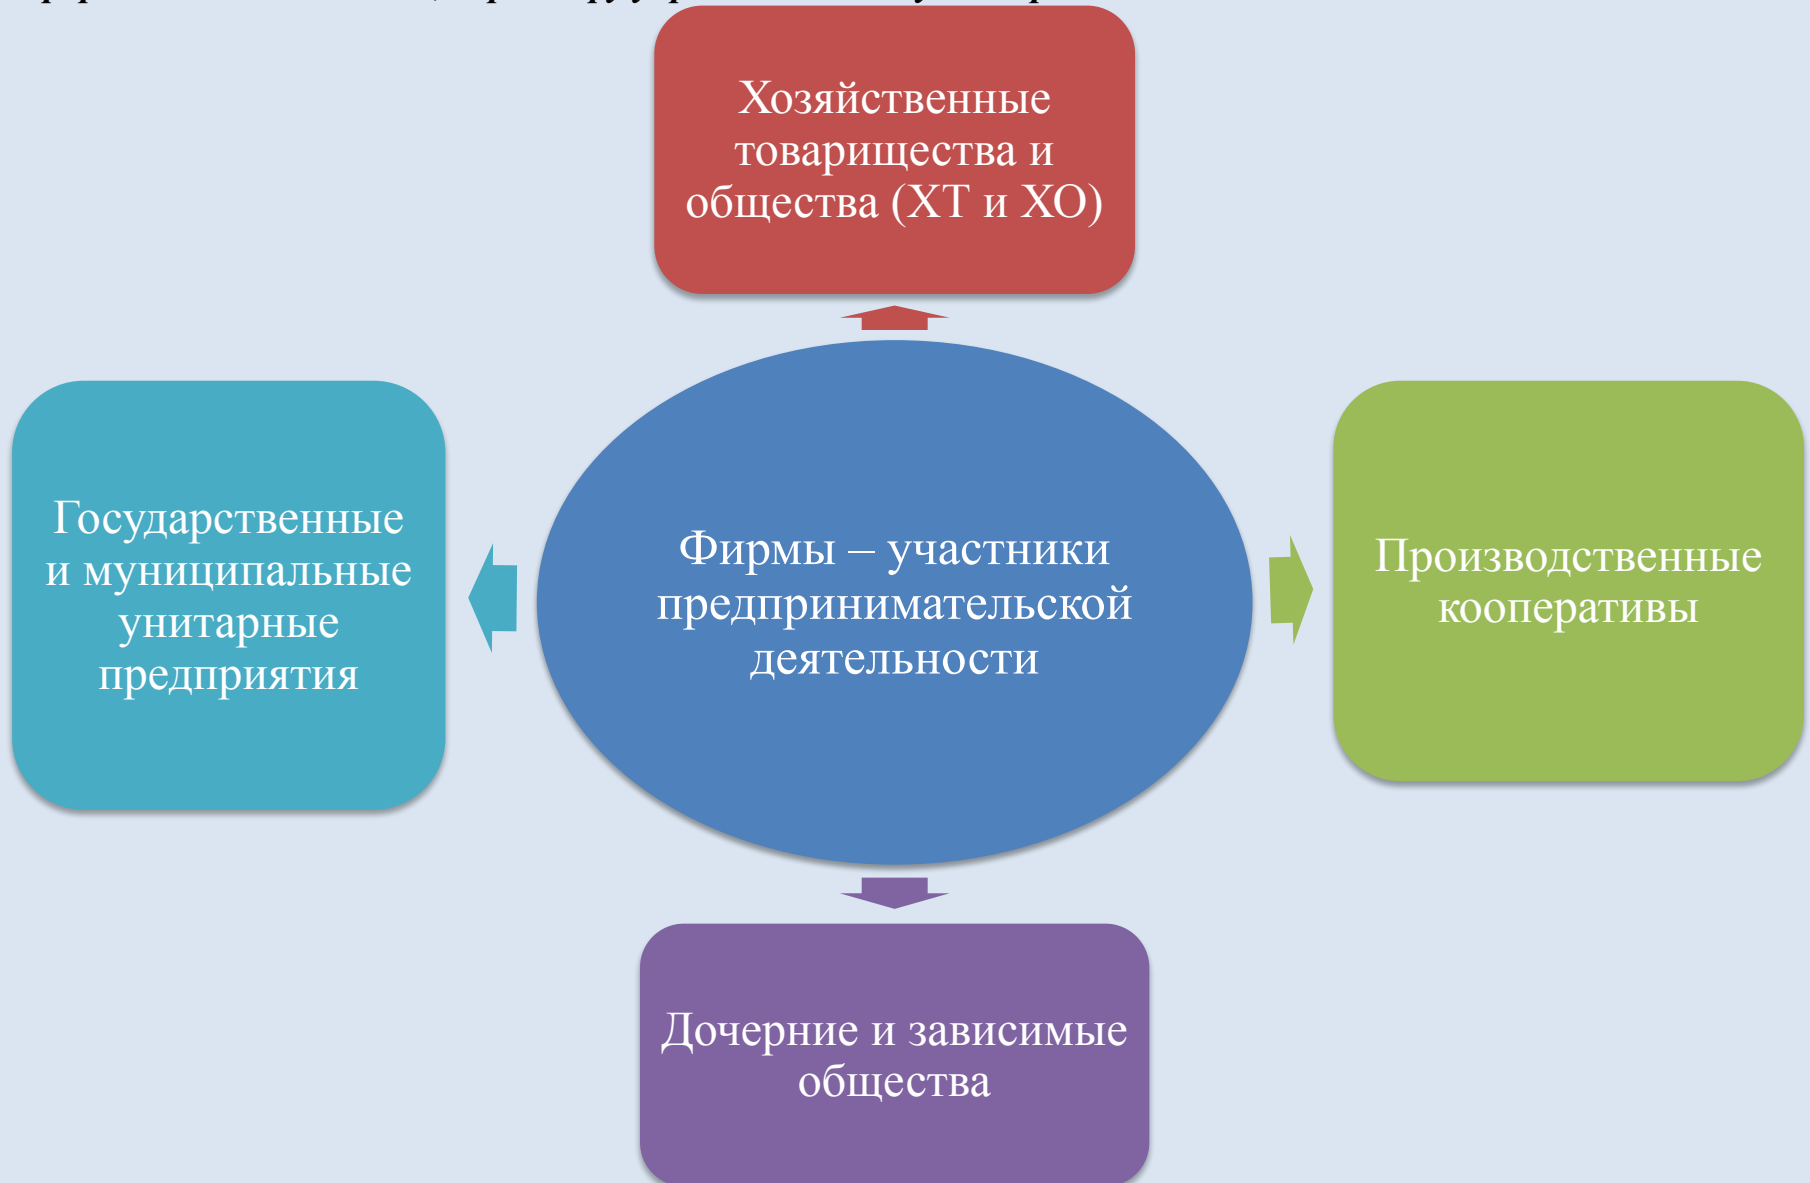 Хозяйственные
товарищества и
общества (ХТ и ХО)
Государственные
и муниципальные
унитарные
предприятия
Фирмы – участники
предпринимательской
деятельности
Производственные
кооперативы
Дочерние и зависимые
общества